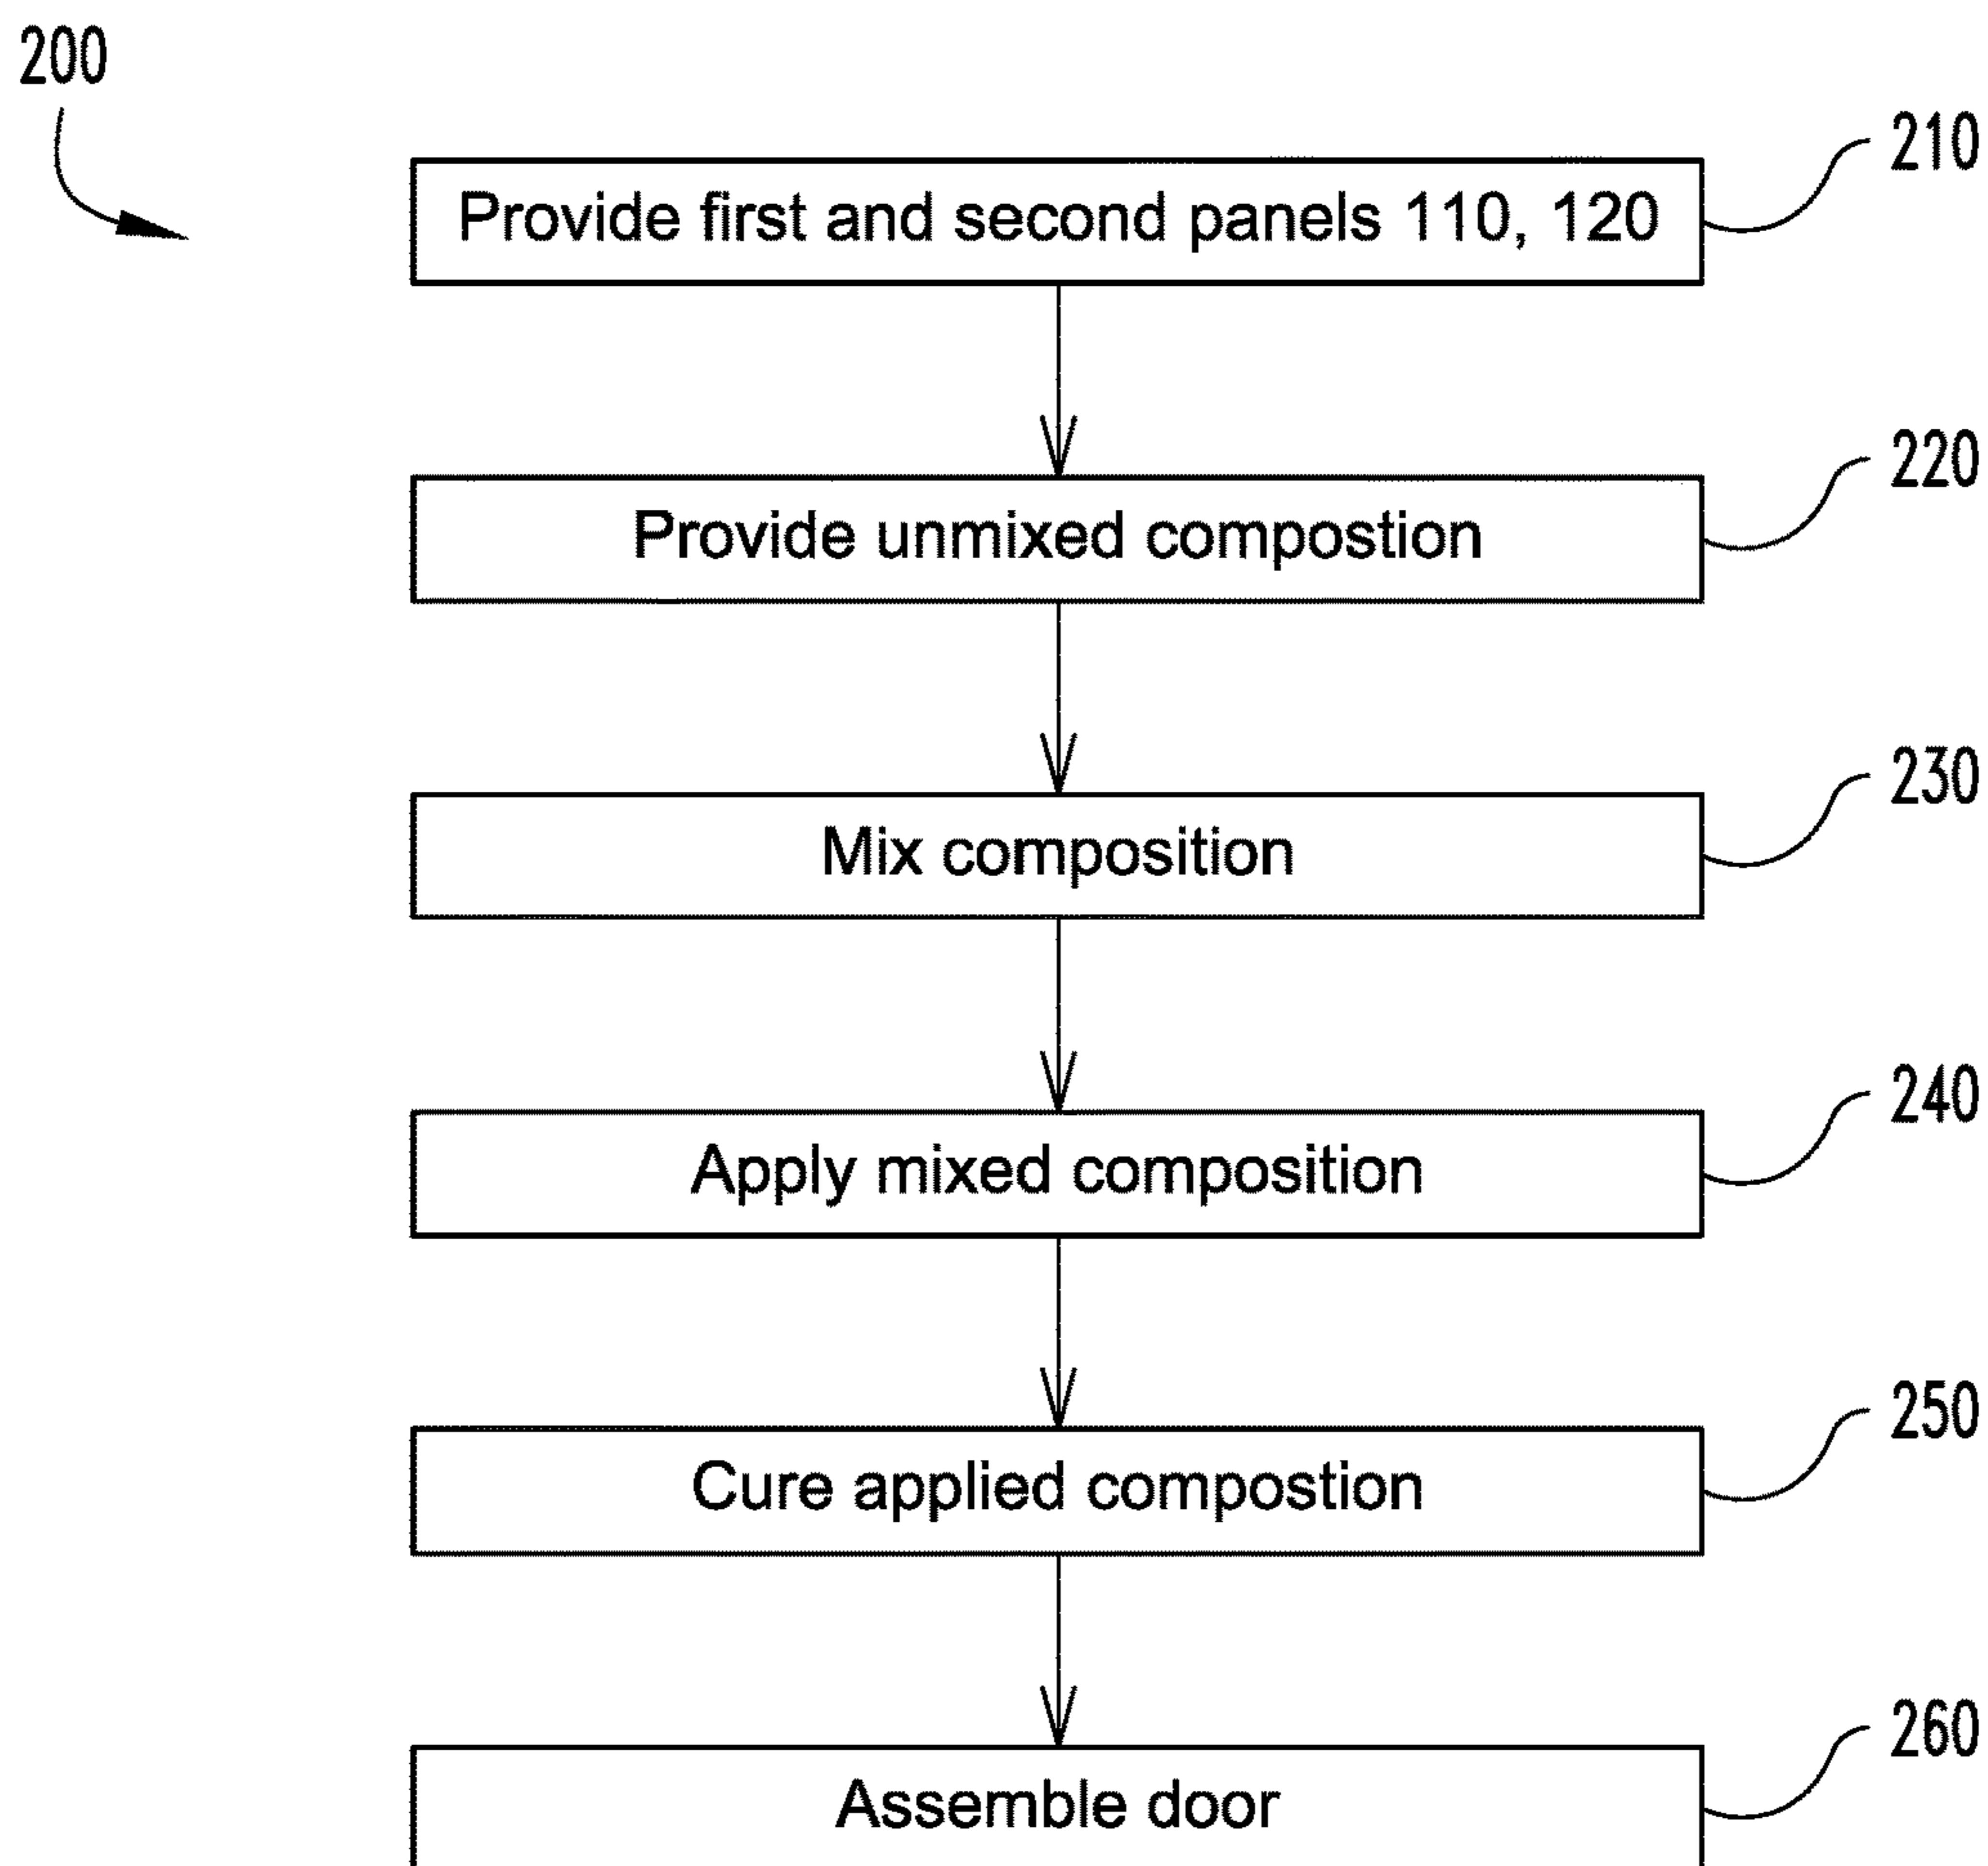 200
210
Provide first and second panels 110, 120
220
Provide unmixed compostion
230
Mix composition
240
Apply mixed composition
250
Cure applied compostion
260
Assemble door